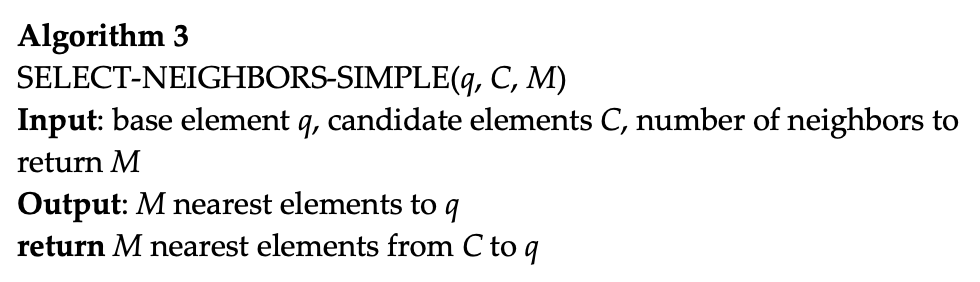 Algorithm 3
SELECT-NEIGHBORS-SIMPLE(q, C, M)
Input: base element q, candidate elements C, number of neighbors to
return M
Output: M nearest elements to q
return M nearest elements from C to q